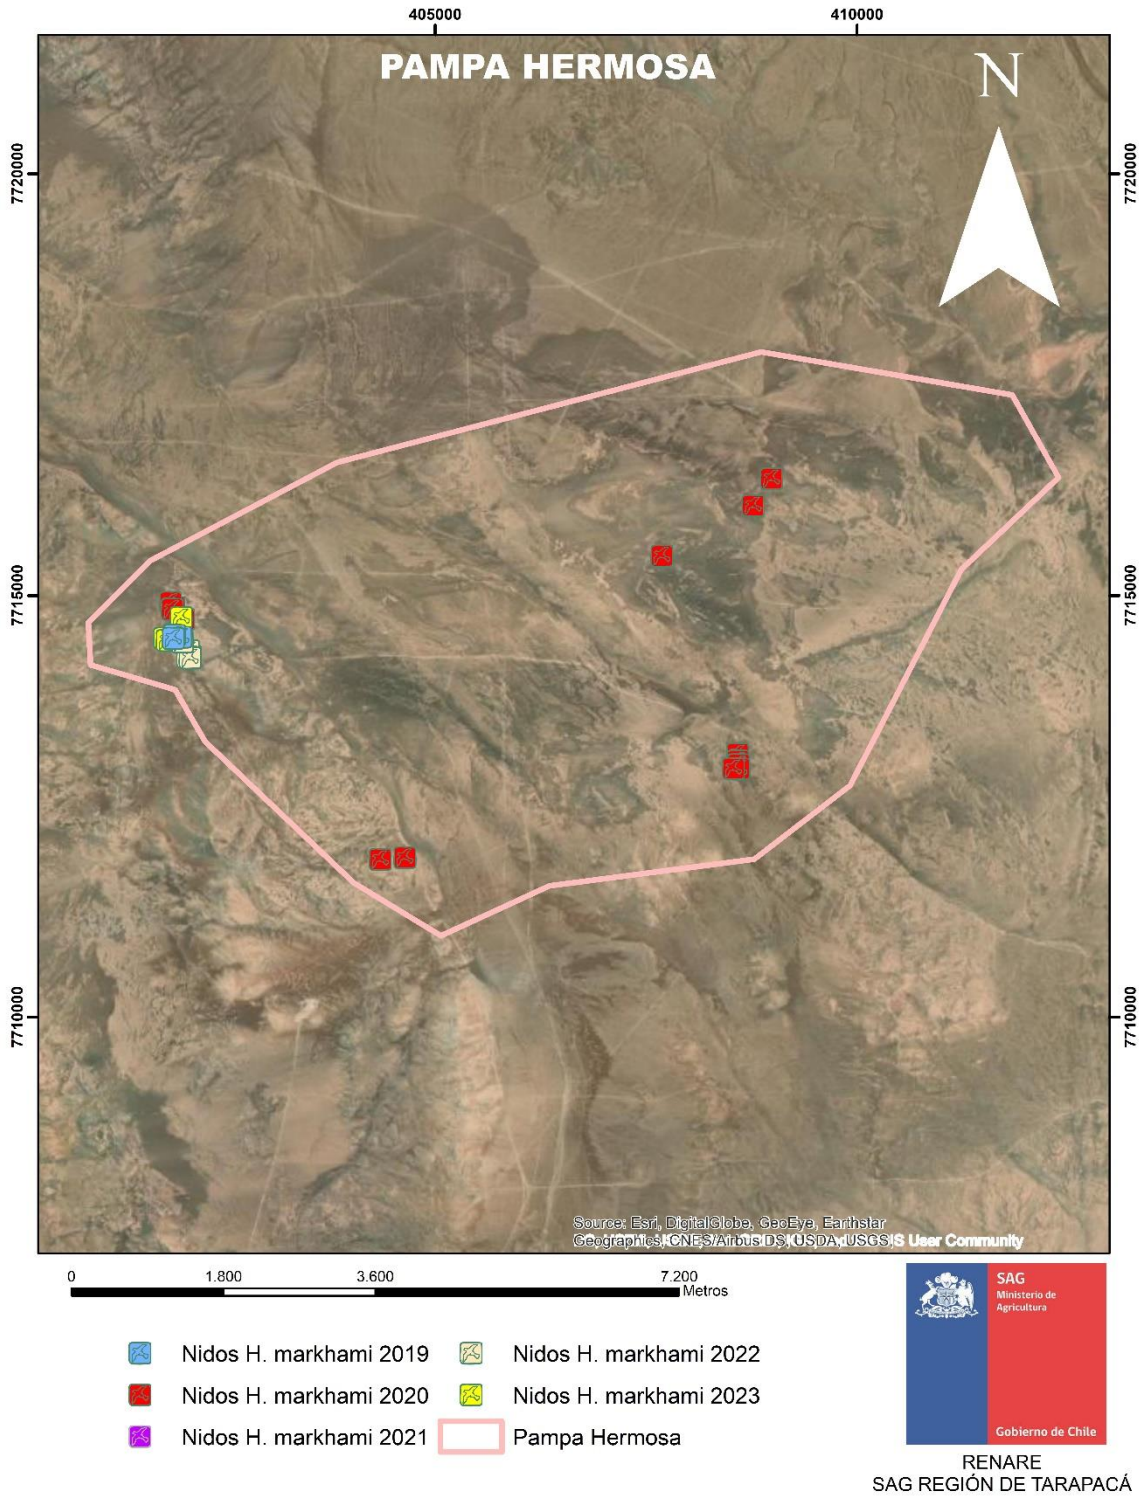 405000
410000
PAMPA HERMOSA
N
7720000
7720000
7715000
7715000
7710000
7710000
Source: Esri, DigitalGlobe, GeoEye, Earthstar
Geographics, CNES/Airbus DS, USDA, USGS, IS User Community
0
1.800
3.600
7.200
Metros
Nidos H. markhami 2019
Nidos H. markhami 2022
Nidos H. markhami 2020
Nidos H. markhami 2023
Nidos H. markhami 2021
Pampa Hermosa
SAG
Ministerio de
Agricultura
Gobierno de Chile
RENARE
SAG REGIÓN DE TARAPACÁ